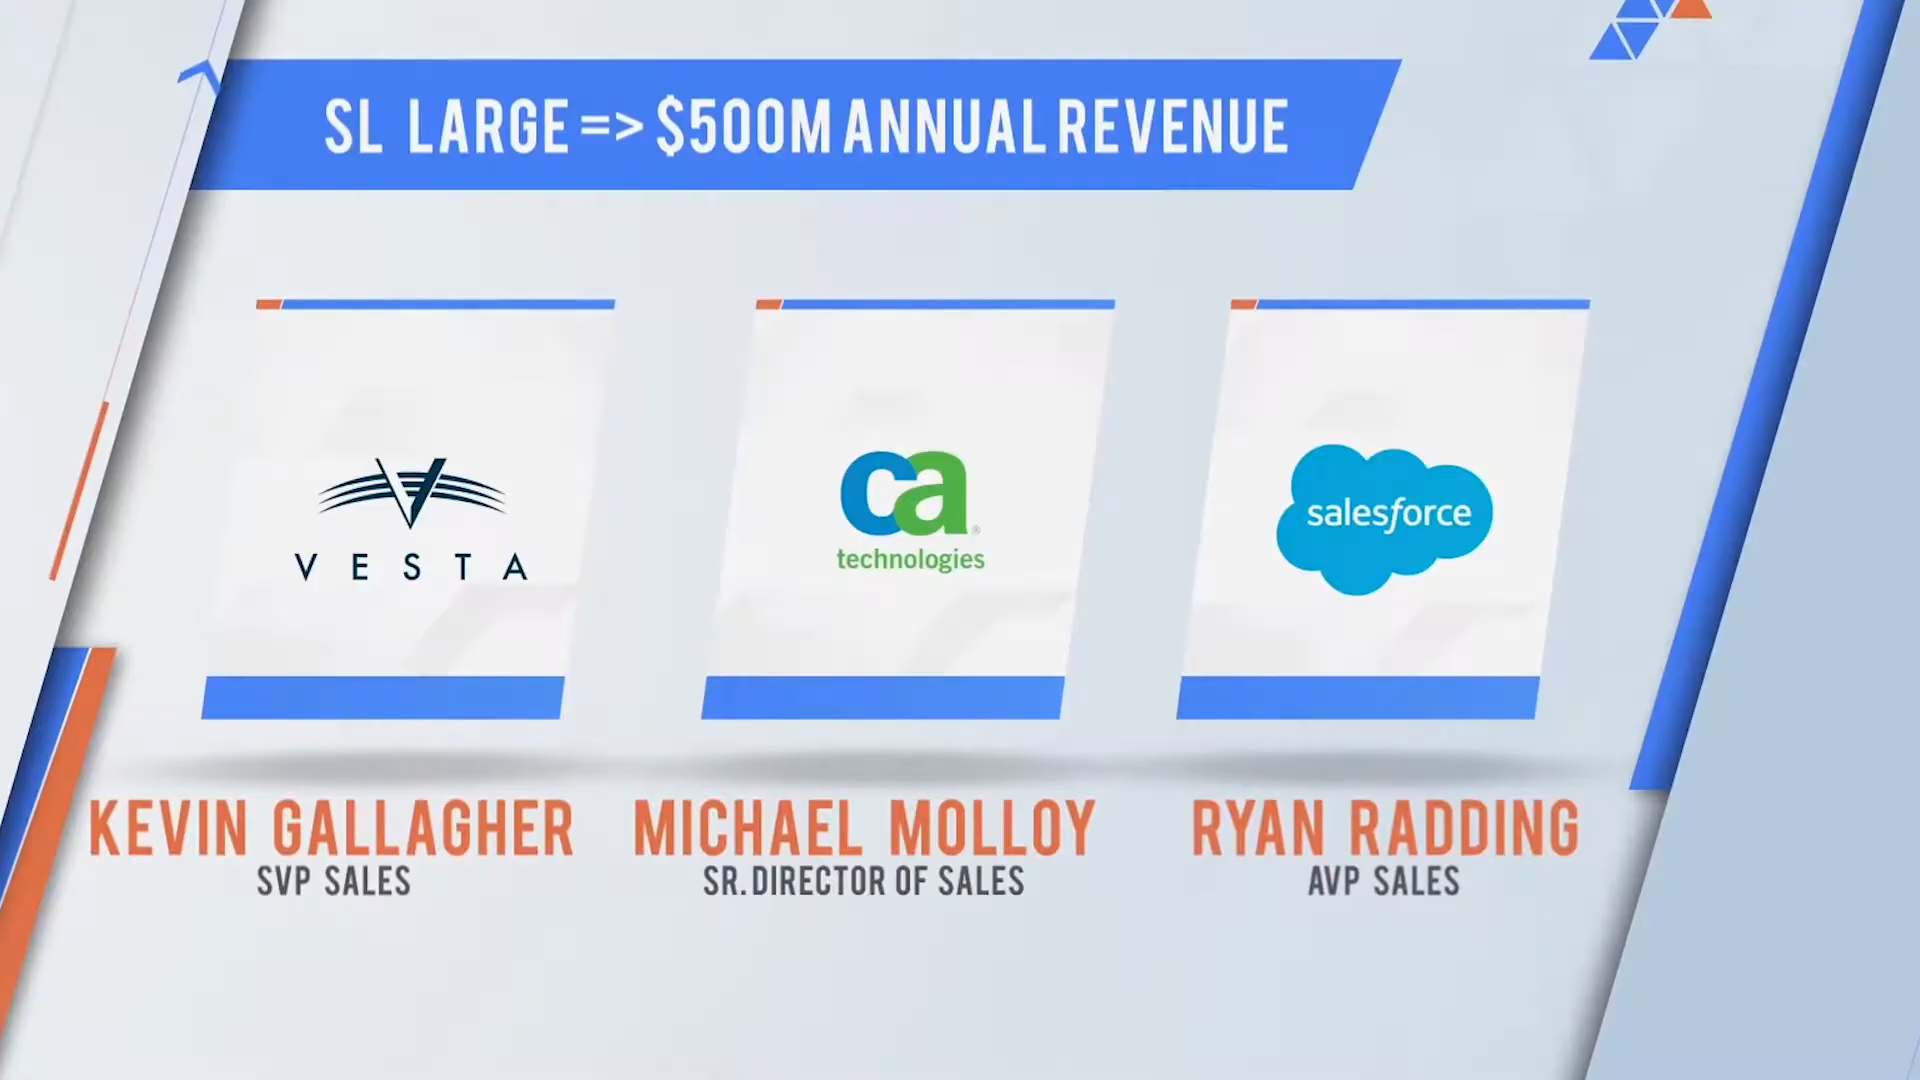 SL LARGE => $500M ANNUAL REVENUE
VESTA
ca®
technologies
salesforce
KEVIN GALLAGHER
SVP SALES
MICHAEL MOLLOY
SR. DIRECTOR OF SALES
RYAN RADDING
AVP SALES